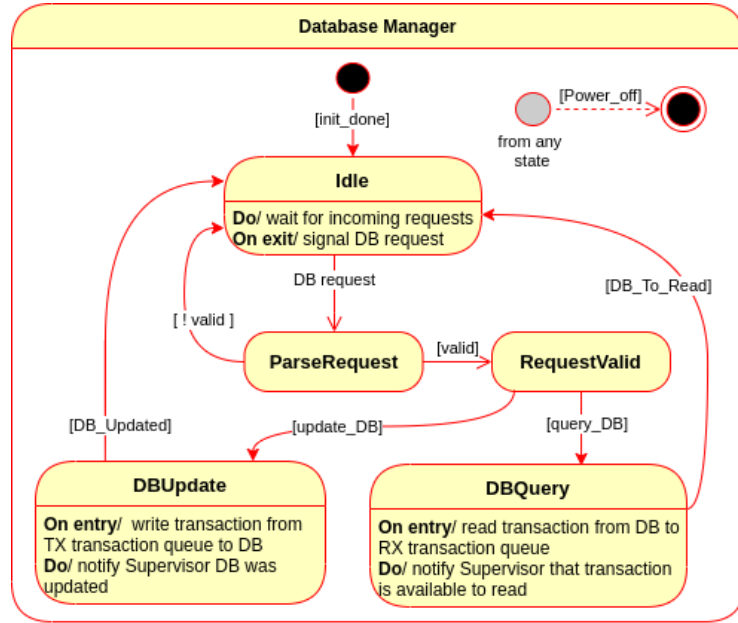 Database Manager
[init_done]
[Power_off]
from any
state
Idle
Do/ wait for incoming requests
On exit/ signal DB request
DB request
[DB_To_Read]
[ ! valid ]
ParseRequest
[valid]
RequestValid
[DB_Updated]
[update_DB]
[query_DB]
DBUpdate
On entry/ write transaction from
TX transaction queue to DB
Do/ notify Supervisor DB was
updated
DBQuery
On entry/ read transaction from DB to
RX transaction queue
Do/ notify Supervisor that transaction
is available to read